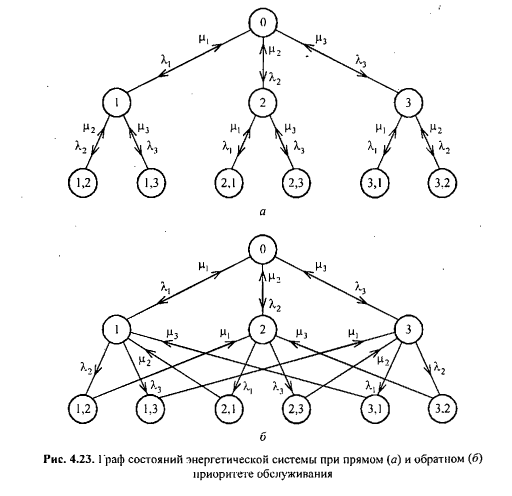 0
μ₁ μ₂ μ₃
λ₁ λ₂ λ₃
1 2 3
μ₂ μ₃ μ₁ μ₃ μ₁ μ₂
λ₂ λ₃ λ₁ λ₃ λ₁ λ₂
1,2 1,3 2,1 2,3 3,1 3,2
а
0
μ₁ μ₂ μ₃
λ₁ λ₂ λ₃
1 2 3
μ₃ μ₁ μ₃ μ₁
λ₂ μ₂ μ₂ λ₂
λ₃ λ₁ λ₃ λ₁
1,2 1,3 2,1 2,3 3,1 3,2
б
Рис. 4.23. Граф состояний энергетической системы при прямом (а) и обратном (б)
приоритете обслуживания